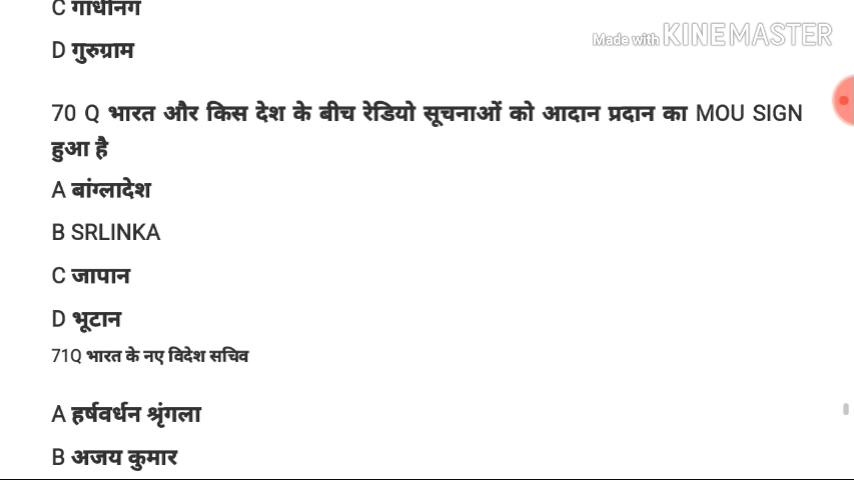 C गांधीनग
D गुरुग्राम
Made with KINEMASTER
70 Q भारत और किस देश के बीच रेडियो सूचनाओं को आदान प्रदान का MOU SIGN
हुआ है
A बांग्लादेश
B SRLINKA
C जापान
D भूटान
71Q भारत के नए विदेश सचिव
A हर्षवर्धन श्रृंगला
B अजय कुमार